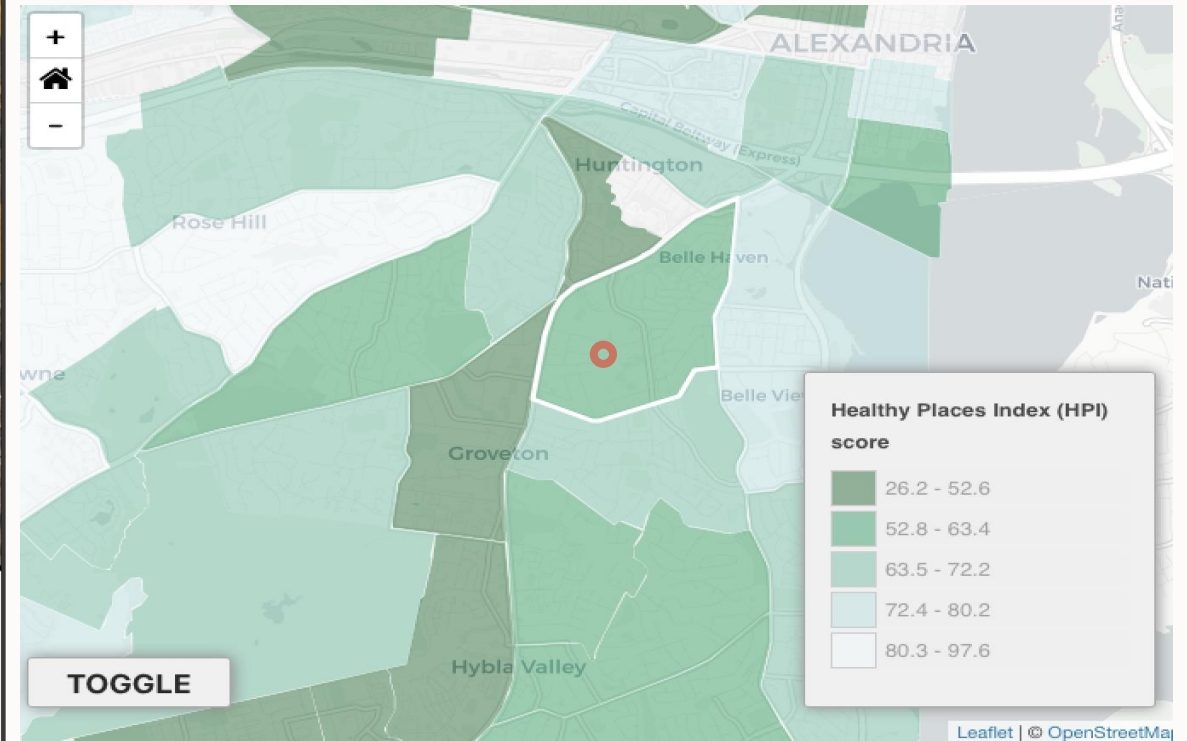 +
−
ALEXANDRIA
Ana
Capital Beltway (Express)
Huntington
Rose Hill
Belle Haven
Nati
wne
Belle Vie
Groveton
Hybla Valley
TOGGLE
Healthy Places Index (HPI)
score
26.2 - 52.6
52.8 - 63.4
63.5 - 72.2
72.4 - 80.2
80.3 - 97.6
Leaflet | © OpenStreetMap